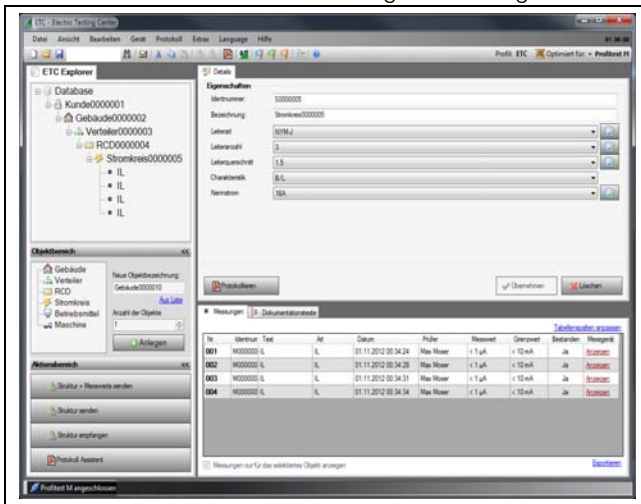 ETC - Electric Testing Center
Datei Ansicht Bearbeiten Gerät Protokoll Extras Language Hilfe
Profil: ETC Optimiert für: + Profitest M
ETC Explorer
Database
Kunde0000001
Gebäude0000002
Verteiler0000003
RCD0000004
Stromkreis0000005
IL
IL
IL
IL
Objektbereich <<
Gebäude
Verteiler
RCD
Stromkreis
Betriebsmittel
Maschine
Neue Objektbezeichnung:
Gebäude0000010
Aus Liste
Anzahl der Objekte
1
Anlegen
Aktionsbereich <<
Struktur + Messwerte senden
Struktur senden
Struktur empfangen
Protokoll Assistent
Details
Eigenschaften
Identnummer: S0000005
Bezeichnung: Stromkreis0000005
Leiterart NYM-J
Leiteranzahl 3
Leiterquerschnitt 1.5
Charakteristik B/L
Nennstrom 16A
Protokollieren Übernehmen Löschen
Messungen Dokumentationstexte
Tabellenspalten anpassen
Nr. Identnum Text Art Datum Prüfer Messwert Grenzwert Bestanden Messgerät
001 M000000 IL IL 01.11.2012 00:34:24 Max Moser < 1 µA < 10 mA Ja Anzeigen
002 M000000 IL IL 01.11.2012 00:34:28 Max Moser < 1 µA < 10 mA Ja Anzeigen
003 M000000 IL IL 01.11.2012 00:34:31 Max Moser < 1 µA < 10 mA Ja Anzeigen
004 M000000 IL IL 01.11.2012 00:34:34 Max Moser < 1 µA < 10 mA Ja Anzeigen
Messungen nur für das selektierte Objekt anzeigen Exportieren
Profitest M angeschlossen